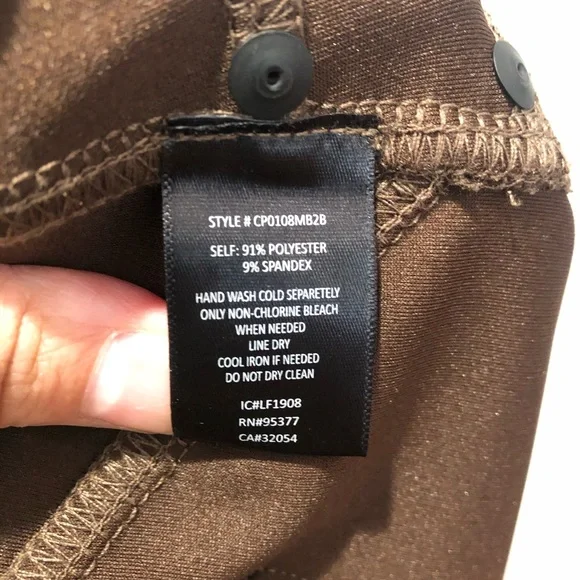 STYLE # CP0108MB2B
SELF: 91% POLYESTER
9% SPANDEX
HAND WASH COLD SEPARETELY
ONLY NON-CHLORINE BLEACH
WHEN NEEDED
LINE DRY
COOL IRON IF NEEDED
DO NOT DRY CLEAN
IC#LF1908
RN#95377
CA#32054